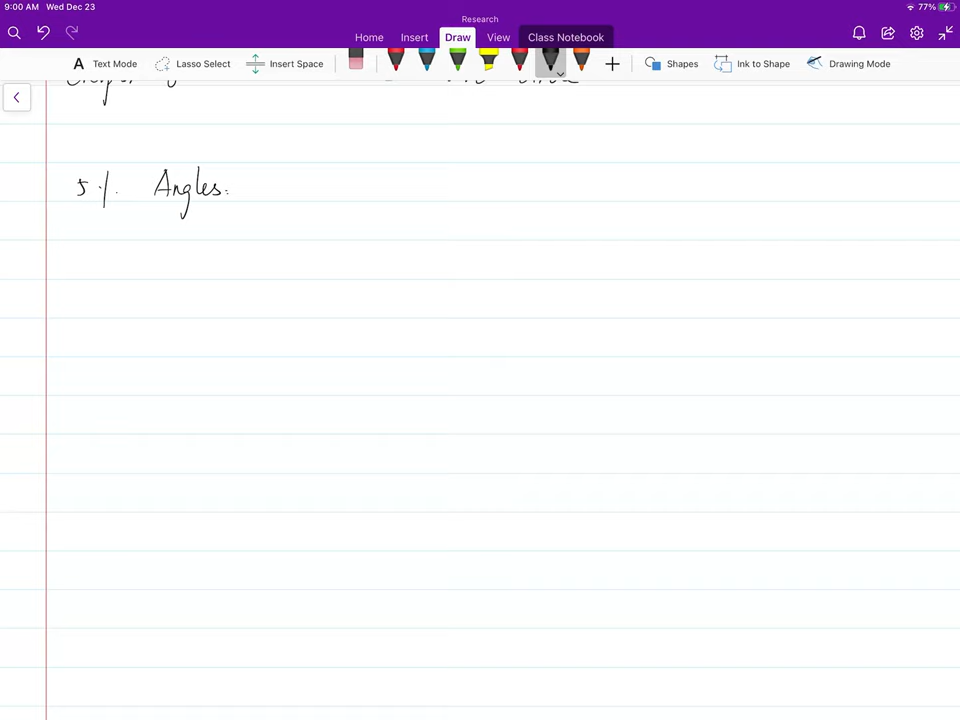 9:00 AM Wed Dec 23
77%
Research
Home Insert Draw View Class Notebook
Text Mode Lasso Select Insert Space Shapes Ink to Shape Drawing Mode
5.1. Angles: